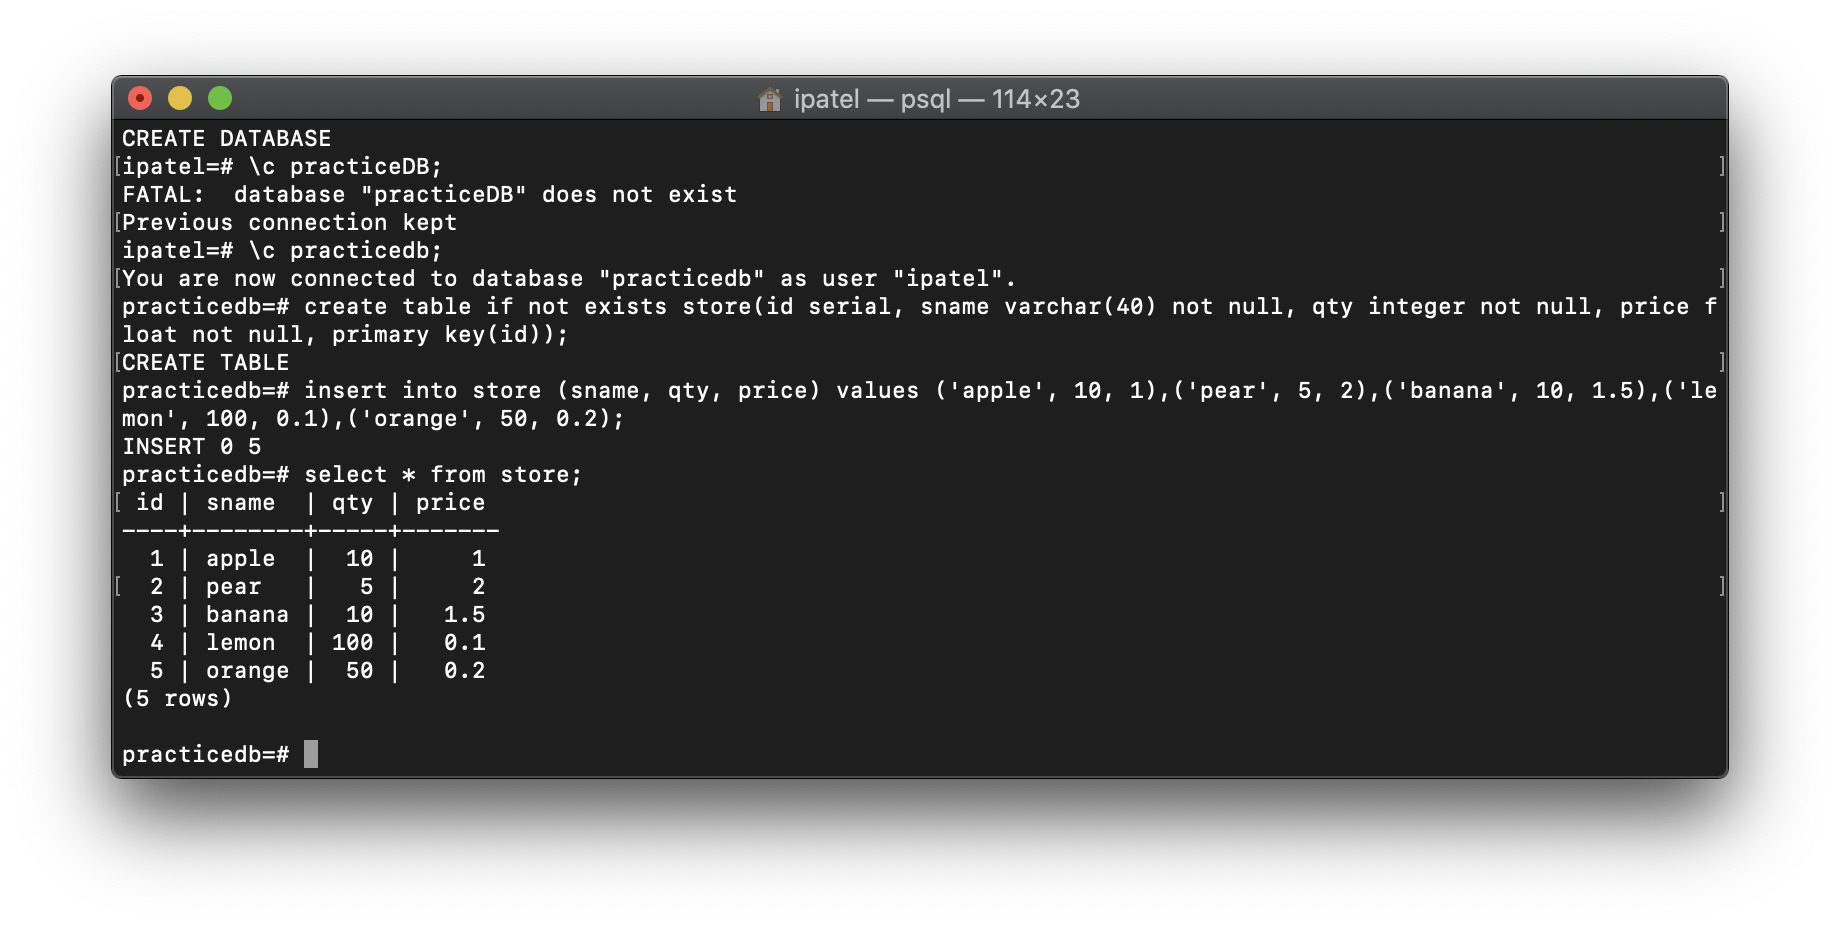 ipatel — psql — 114×23
CREATE DATABASE
[ipatel=# \c practiceDB; ]
FATAL:  database "practiceDB" does not exist
[Previous connection kept ]
ipatel=# \c practicedb;
[You are now connected to database "practicedb" as user "ipatel". ]
practicedb=# create table if not exists store(id serial, sname varchar(40) not null, qty integer not null, price f
loat not null, primary key(id));
[CREATE TABLE ]
practicedb=# insert into store (sname, qty, price) values ('apple', 10, 1),('pear', 5, 2),('banana', 10, 1.5),('le
mon', 100, 0.1),('orange', 50, 0.2);
INSERT 0 5
practicedb=# select * from store;
[ id | sname  | qty | price ]
----+--------+-----+-------
  1 | apple  |  10 |     1
[  2 | pear   |   5 |     2 ]
  3 | banana |  10 |   1.5
  4 | lemon  | 100 |   0.1
  5 | orange |  50 |   0.2
(5 rows)
practicedb=#